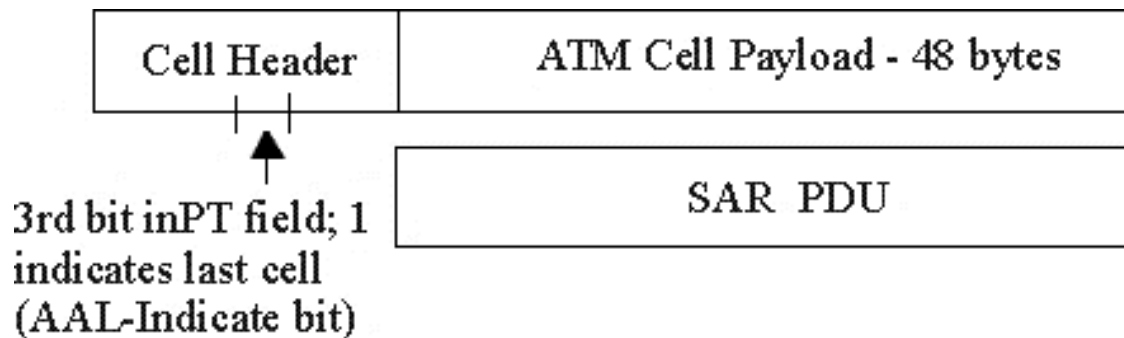 Cell Header
ATM Cell Payload - 48 bytes
SAR PDU
3rd bit inPT field; 1
indicates last cell
(AAL-Indicate bit)